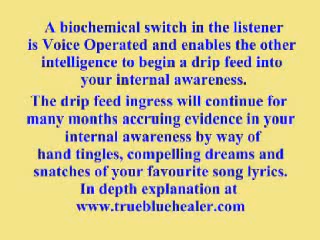 A biochemical switch in the listener
is Voice Operated and enables the other
intelligence to begin a drip feed into
your internal awareness.
The drip feed ingress will continue for
many months accruing evidence in your
internal awareness by way of
hand tingles, compelling dreams and
snatches of your favourite song lyrics.
In depth explanation at
www.truebluehealer.com